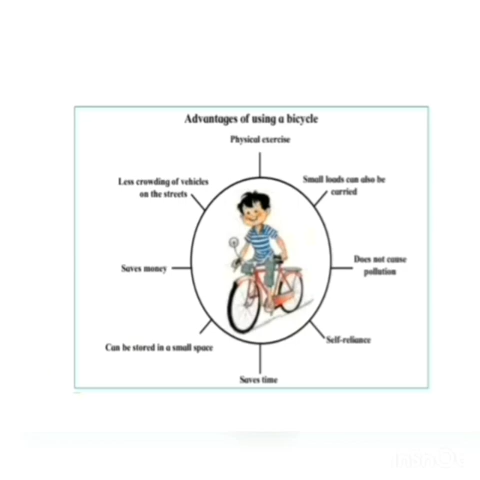 Advantages of using a bicycle
Physical exercise
Less crowding of vehicles
on the streets
Small loads can also be
carried
Saves money
Does not cause
pollution
Can be stored in a small space
Self-reliance
Saves time